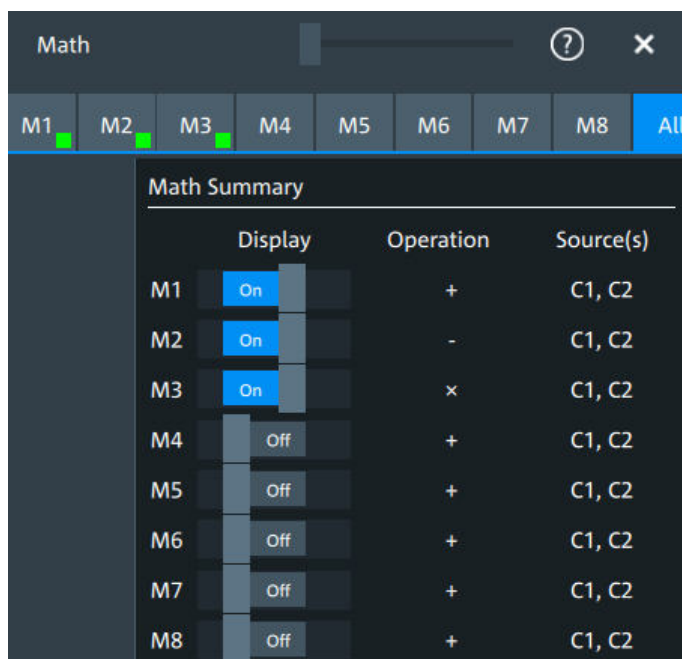 Math ? ×
M1 M2 M3 M4 M5 M6 M7 M8 All
Math Summary
Display Operation Source(s)
M1 On + C1, C2
M2 On - C1, C2
M3 On × C1, C2
M4 Off + C1, C2
M5 Off + C1, C2
M6 Off + C1, C2
M7 Off + C1, C2
M8 Off + C1, C2